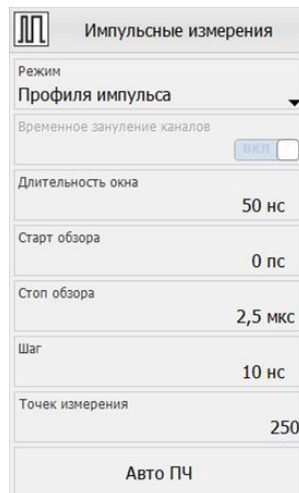 Импульсные измерения
Режим
Профиля импульса
Временное зануление каналов
ВКЛ
Длительность окна
50 нс
Старт обзора
0 пс
Стоп обзора
2,5 мкс
Шаг
10 нс
Точек измерения
250
Авто ПЧ